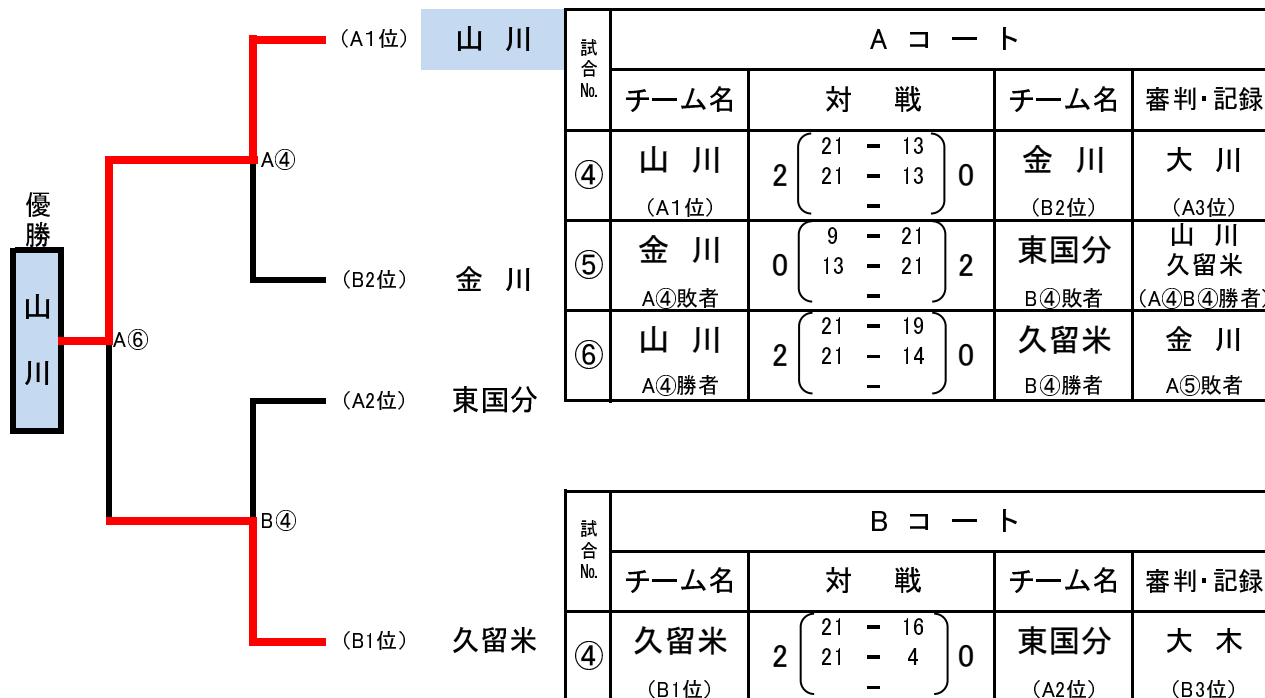 優勝
山川
A⑥
A④
B④
(A1位) 山 川
(B2位) 金 川
(A2位) 東国分
(B1位) 久留米
試合No. A コ ー ト
チーム名 対 戦 チーム名 審判・記録
④ 山 川 2 21 - 13 0 金 川 大 川
21 - 13
-
(A1位) (B2位) (A3位)
⑤ 金 川 0 9 - 21 2 東国分 山 川
13 - 21 久留米
-
A④敗者 B④敗者 (A④B④勝者)
⑥ 山 川 2 21 - 19 0 久留米 金 川
21 - 14
-
A④勝者 B④勝者 A⑤敗者
試合No. B コ ー ト
チーム名 対 戦 チーム名 審判・記録
④ 久留米 2 21 - 16 0 東国分 大 木
21 - 4
-
(B1位) (A2位) (B3位)